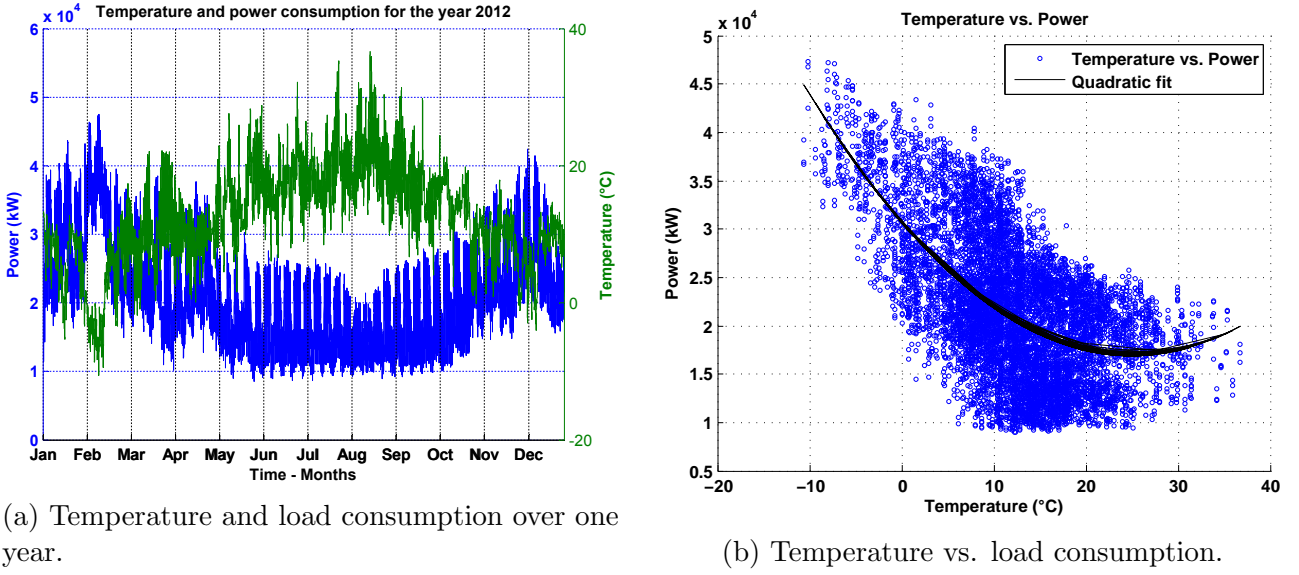 Temperature and power consumption for the year 2012
x 10^4
6
5
4
3
2
1
0
Power (kW)
40
20
0
-20
Temperature (°C)
Jan Feb Mar Apr May Jun Jul Aug Sep Oct Nov Dec
Time - Months
(a) Temperature and load consumption over one
year.
Temperature vs. Power
x 10^4
5
4.5
4
3.5
3
2.5
2
1.5
1
0.5
Power (kW)
Temperature vs. Power
Quadratic fit
−20 −10 0 10 20 30 40
Temperature (°C)
(b) Temperature vs. load consumption.